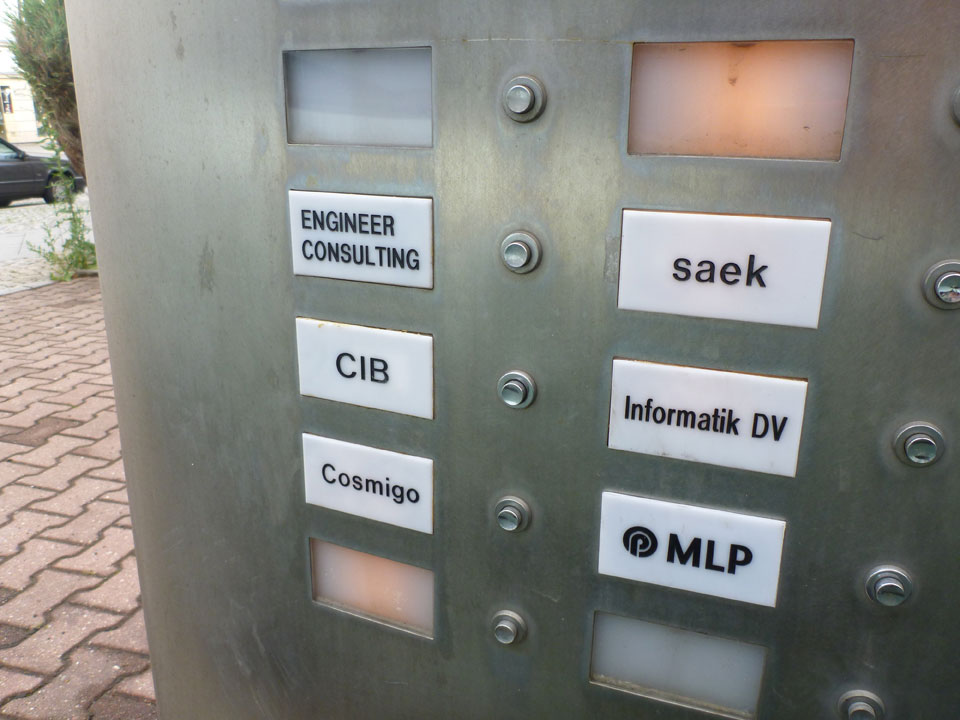 ENGINEER
CONSULTING
CIB
Cosmigo
saek
Informatik DV
MLP